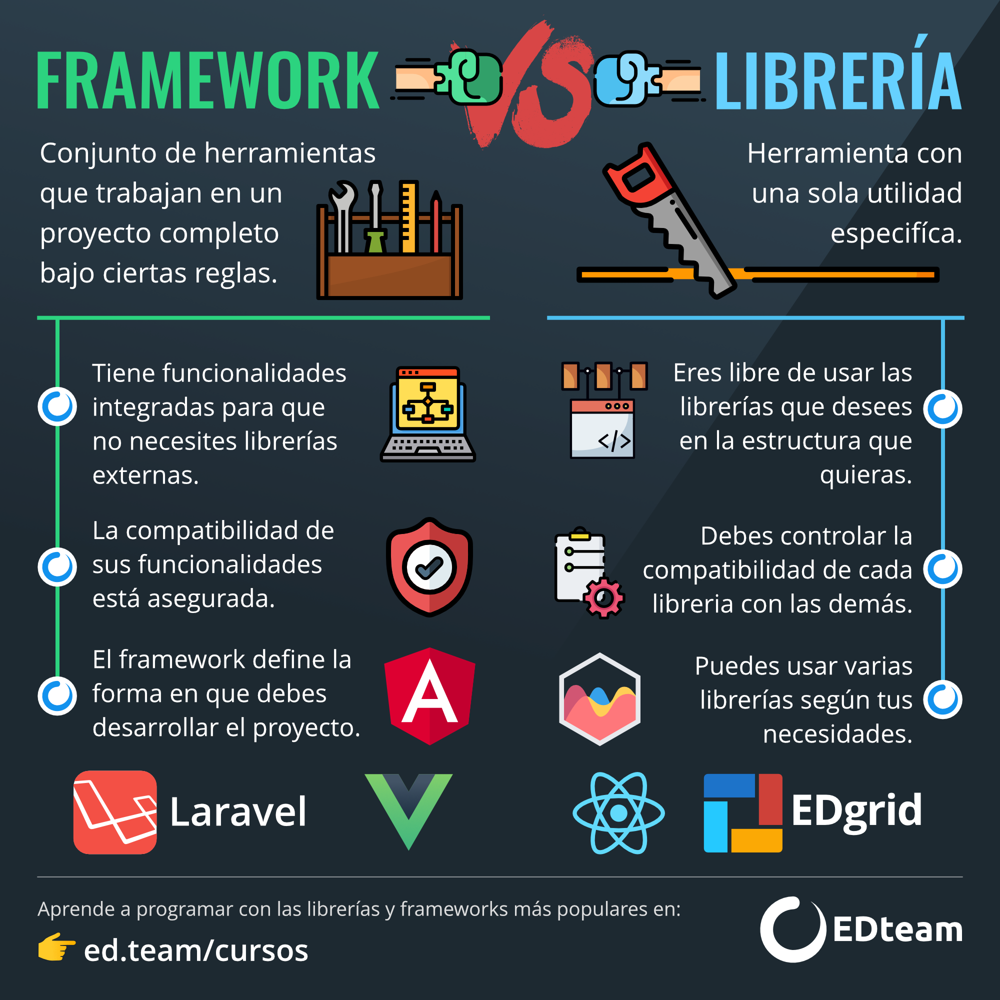 FRAMEWORK
VS
LIBRERÍA
Conjunto de herramientas
que trabajan en un
proyecto completo
bajo ciertas reglas.
Herramienta con
una sola utilidad
especifíca.
Tiene funcionalidades
integradas para que
no necesites librerías
externas.
La compatibilidad de
sus funcionalidades
está asegurada.
El framework define la
forma en que debes
desarrollar el proyecto.
Eres libre de usar las
librerías que desees
en la estructura que
quieras.
</>
Debes controlar la
compatibilidad de cada
libreria con las demás.
Puedes usar varias
librerías según tus
necesidades.
A
Laravel
EDgrid
Aprende a programar con las librerías y frameworks más populares en:
ed.team/cursos
EDteam